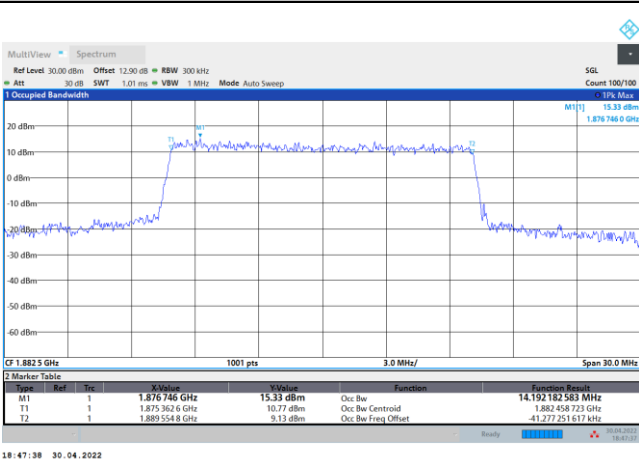 MultiView Spectrum
Ref Level 30.00 dBm Offset 12.90 dB RBW 300 kHz SGL
Att 30 dB SWT 1.01 ms VBW 1 MHz Mode Auto Sweep Count 100/100
1 Occupied Bandwidth 1Pk Max
M1[1] 15.33 dBm
1.876 746 0 GHz
20 dBm
M1
T1
T2
10 dBm
0 dBm
-10 dBm
-20 dBm
-30 dBm
-40 dBm
-50 dBm
-60 dBm
CF 1.882 5 GHz 1001 pts 3.0 MHz/ Span 30.0 MHz
2 Marker Table
Type Ref Trc X-Value Y-Value Function Function Result
M1 1 1.876 746 GHz 15.33 dBm Occ Bw 14.192 182 583 MHz
T1 1 1.875 362 6 GHz 10.77 dBm Occ Bw Centroid 1.882 458 723 GHz
T2 1 1.889 554 8 GHz 9.13 dBm Occ Bw Freq Offset -41.277 251 617 kHz
Ready 30.04.2022
18:47:37
18:47:38 30.04.2022